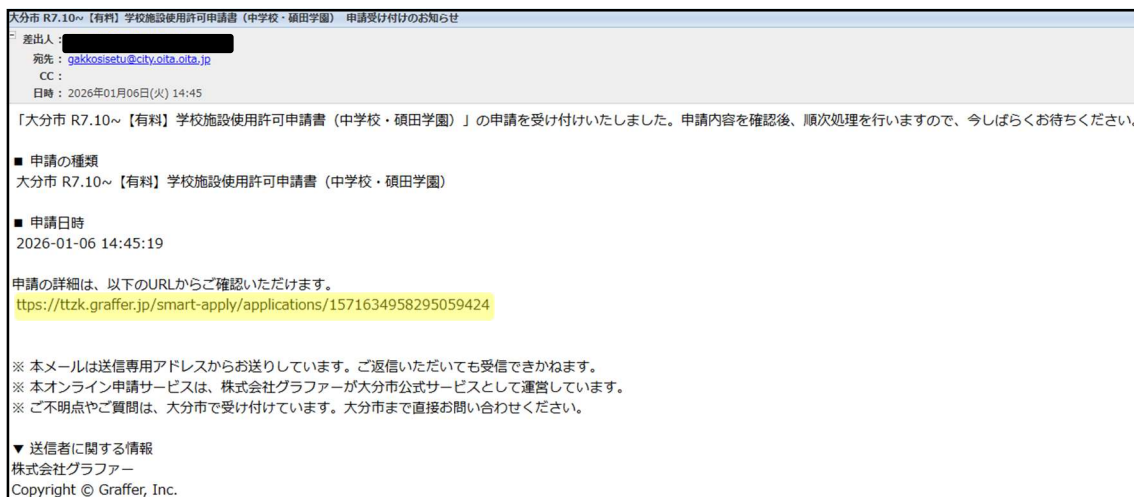 大分市 R7.10~【有料】学校施設使用許可申請書（中学校・碩田学園） 申請受け付けのお知らせ
差出人：
宛先： gakkosisetu@city.oita.oita.jp
CC：
日時： 2026年01月06日(火) 14:45
「大分市 R7.10~【有料】学校施設使用許可申請書（中学校・碩田学園）」の申請を受け付けいたしました。申請内容を確認後、順次処理を行いますので、今しばらくお待ちください。
■ 申請の種類
大分市 R7.10~【有料】学校施設使用許可申請書（中学校・碩田学園）
■ 申請日時
2026-01-06 14:45:19
申請の詳細は、以下のURLからご確認いただけます。
ttps://ttzk.graffer.jp/smart-apply/applications/1571634958295059424
※ 本メールは送信専用アドレスからお送りしています。ご返信いただいても受信できかねます。
※ 本オンライン申請サービスは、株式会社グラファーが大分市公式サービスとして運営しています。
※ ご不明点やご質問は、大分市で受け付けています。大分市まで直接お問い合わせください。
▼ 送信者に関する情報
株式会社グラファー
Copyright © Graffer, Inc.